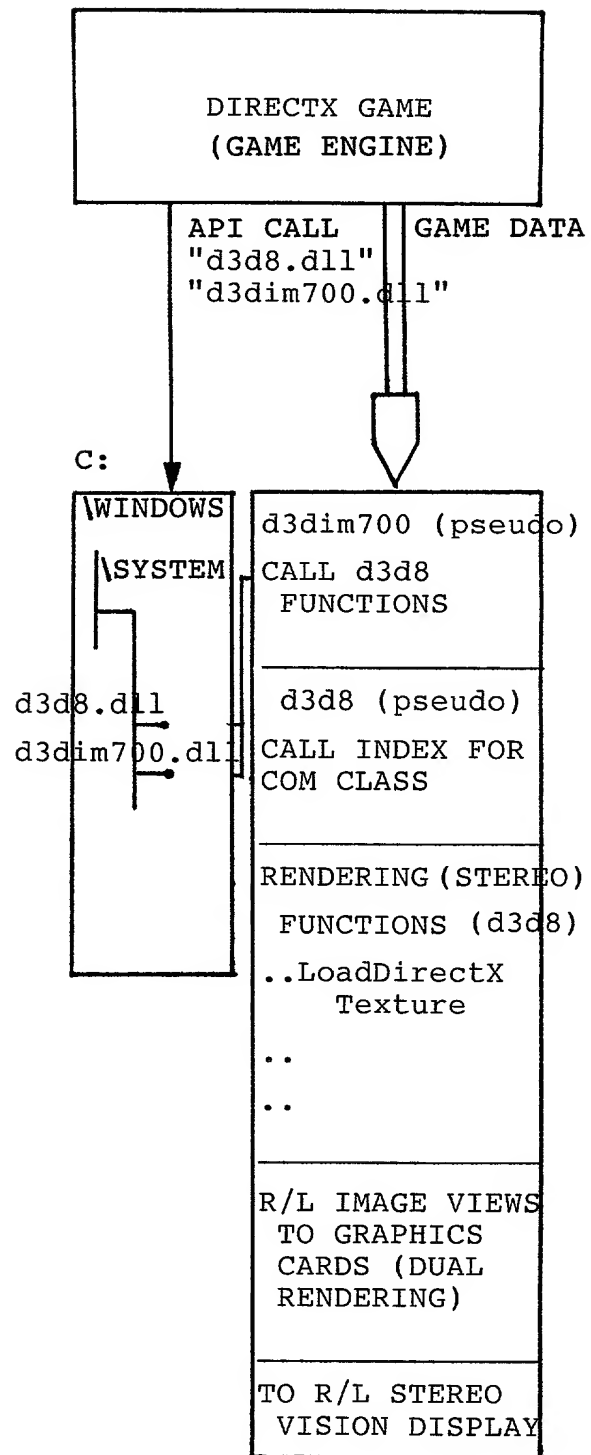 DIRECTX GAME
(GAME ENGINE)
API CALL
"d3d8.dll"
"d3dim700.dll"
GAME DATA
C:
\WINDOWS
\SYSTEM
d3d8.dll
d3dim700.dll
d3dim700 (pseudo)
CALL d3d8
FUNCTIONS
d3d8 (pseudo)
CALL INDEX FOR
COM CLASS
RENDERING (STEREO)
FUNCTIONS (d3d8)
..LoadDirectX
Texture
..
..
R/L IMAGE VIEWS
TO GRAPHICS
CARDS (DUAL
RENDERING)
TO R/L STEREO
VISION DISPLAY